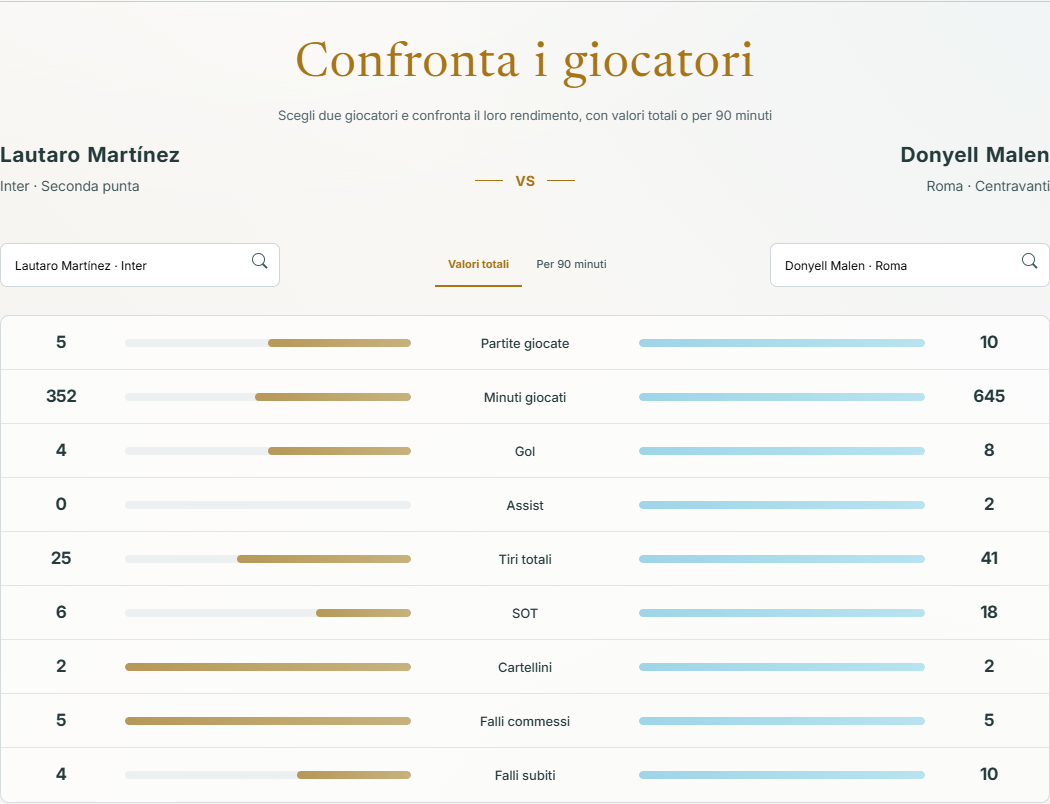 Confronta i giocatori
Scegli due giocatori e confronta il loro rendimento, con valori totali o per 90 minuti
Lautaro Martínez
Inter · Seconda punta
VS
Donyell Malen
Roma · Centravanti
Lautaro Martínez · Inter
Valori totali
Per 90 minuti
Donyell Malen · Roma
5 Partite giocate 10
352 Minuti giocati 645
4 Gol 8
0 Assist 2
25 Tiri totali 41
6 SOT 18
2 Cartellini 2
5 Falli commessi 5
4 Falli subiti 10